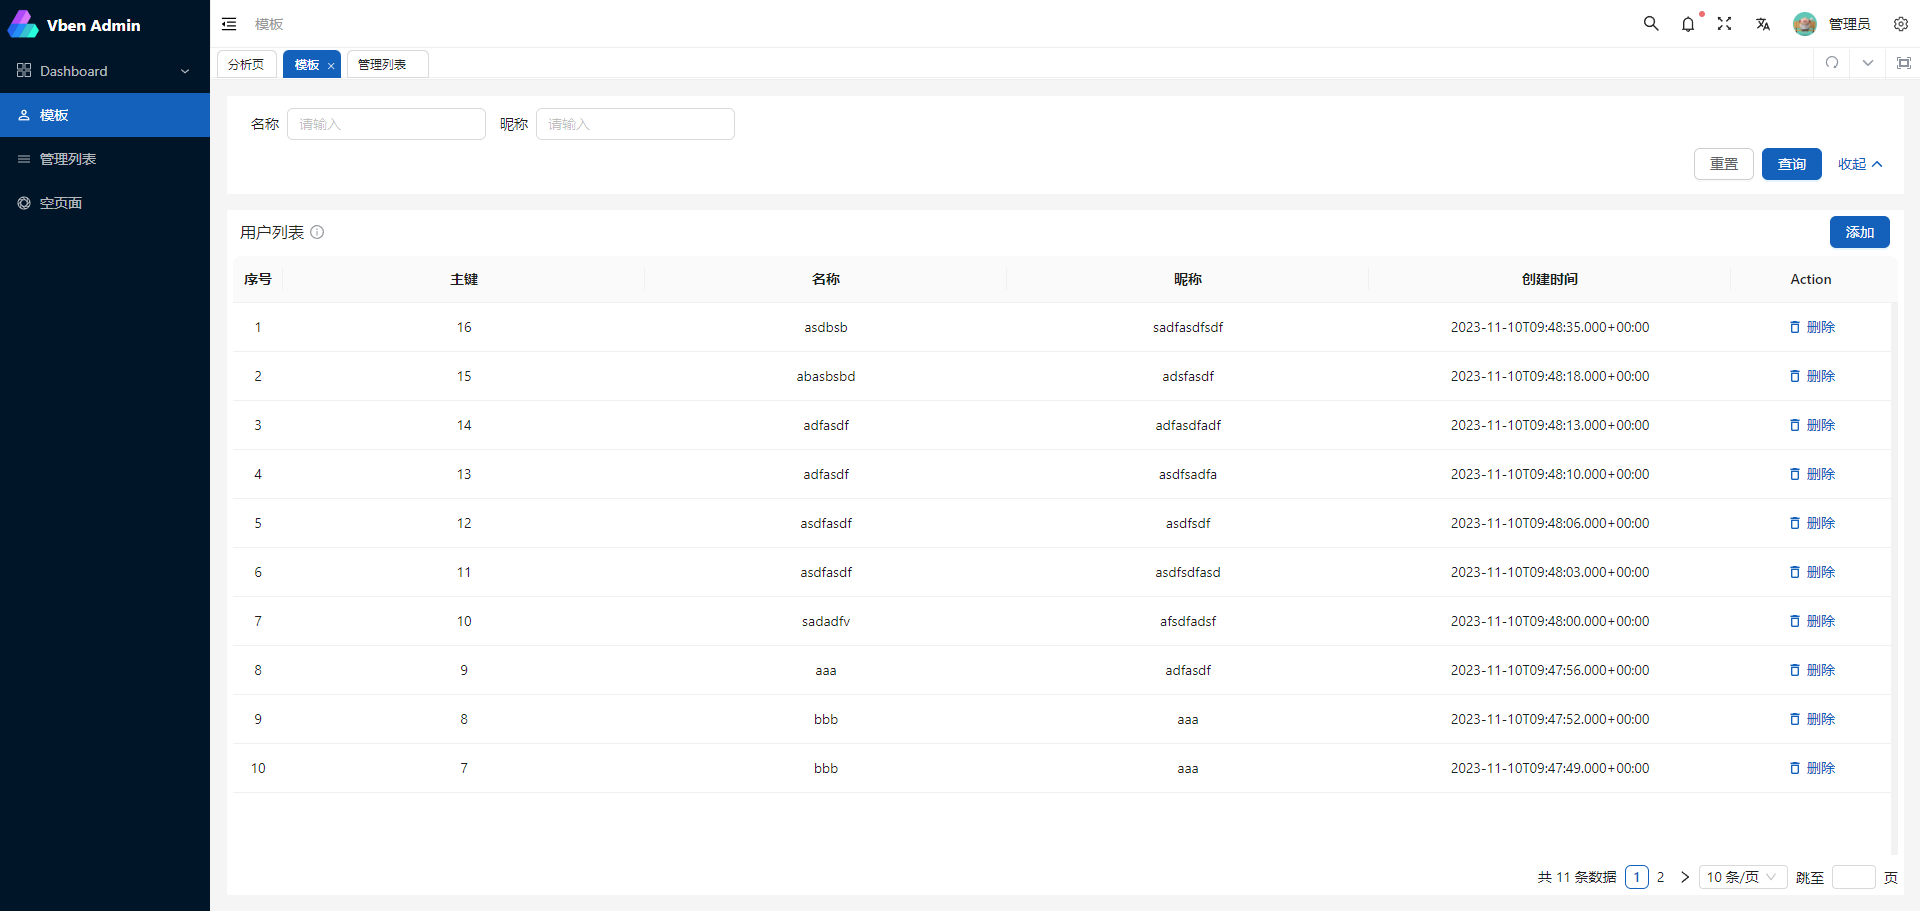 Vben Admin
模板
管理员
分析页 模板 管理列表
Dashboard
模板
管理列表
空页面
名称 请输入 昵称 请输入
重置 查询 收起
用户列表 添加
序号 主键 名称 昵称 创建时间 Action
1 16 asdbsb sadfasdfsdf 2023-11-10T09:48:35.000+00:00 删除
2 15 abasbsbd adsfasdf 2023-11-10T09:48:18.000+00:00 删除
3 14 adfasdf adfasdfadf 2023-11-10T09:48:13.000+00:00 删除
4 13 adfasdf asdfsadfa 2023-11-10T09:48:10.000+00:00 删除
5 12 asdfasdf asdfsdf 2023-11-10T09:48:06.000+00:00 删除
6 11 asdfasdf asdfsdfasd 2023-11-10T09:48:03.000+00:00 删除
7 10 sadadfv afsdfadsf 2023-11-10T09:48:00.000+00:00 删除
8 9 aaa adfasdf 2023-11-10T09:47:56.000+00:00 删除
9 8 bbb aaa 2023-11-10T09:47:52.000+00:00 删除
10 7 bbb aaa 2023-11-10T09:47:49.000+00:00 删除
共 11 条数据 1 2 10 条/页 跳至 页